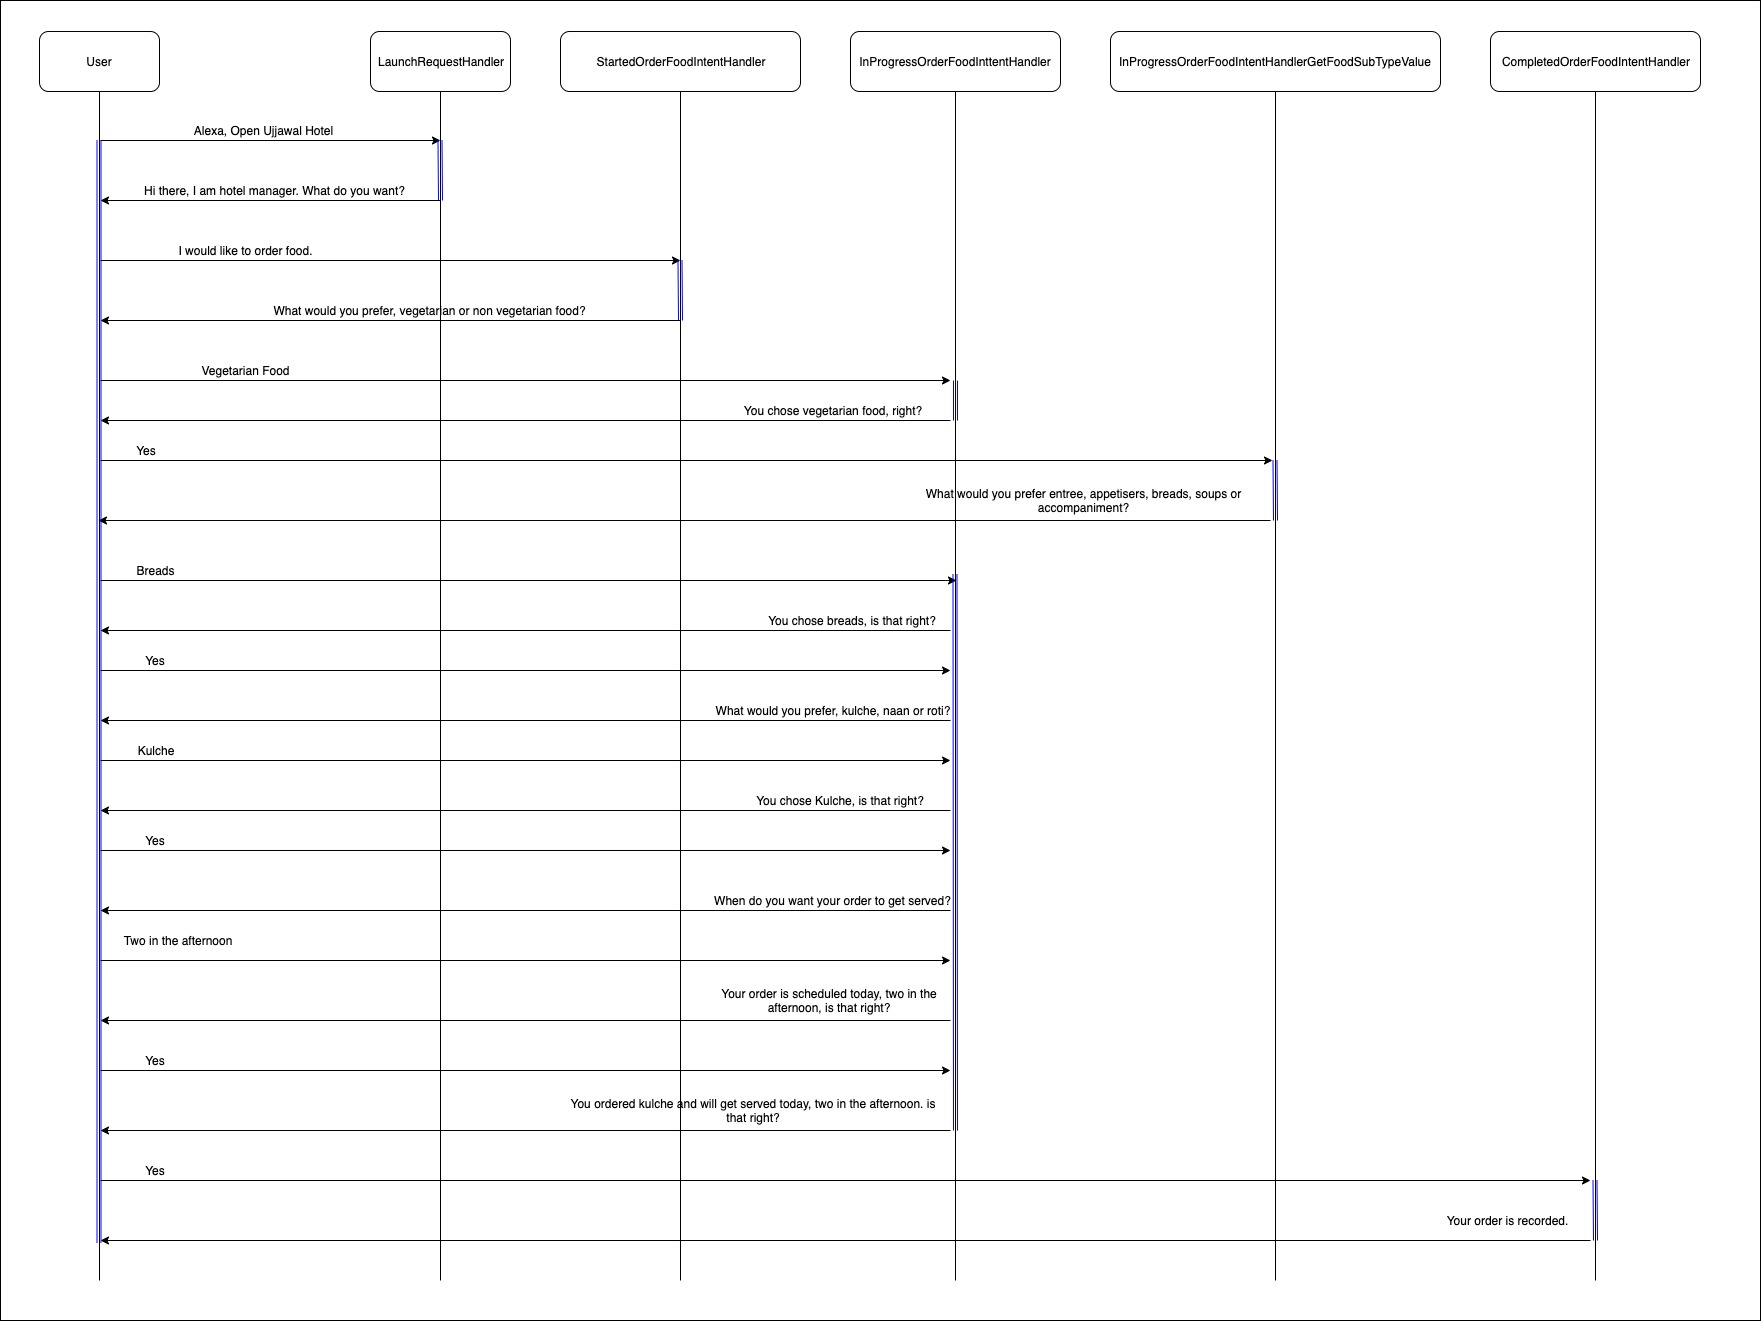 User
LaunchRequestHandler
StartedOrderFoodIntentHandler
InProgressOrderFoodInttentHandler
InProgressOrderFoodIntentHandlerGetFoodSubTypeValue
CompletedOrderFoodIntentHandler
Alexa, Open Ujjawal Hotel
Hi there, I am hotel manager. What do you want?
I would like to order food.
What would you prefer, vegetarian or non vegetarian food?
Vegetarian Food
You chose vegetarian food, right?
Yes
What would you prefer entree, appetisers, breads, soups or
accompaniment?
Breads
You chose breads, is that right?
Yes
What would you prefer, kulche, naan or roti?
Kulche
You chose Kulche, is that right?
Yes
When do you want your order to get served?
Two in the afternoon
Your order is scheduled today, two in the
afternoon, is that right?
Yes
You ordered kulche and will get served today, two in the afternoon. is
that right?
Yes
Your order is recorded.